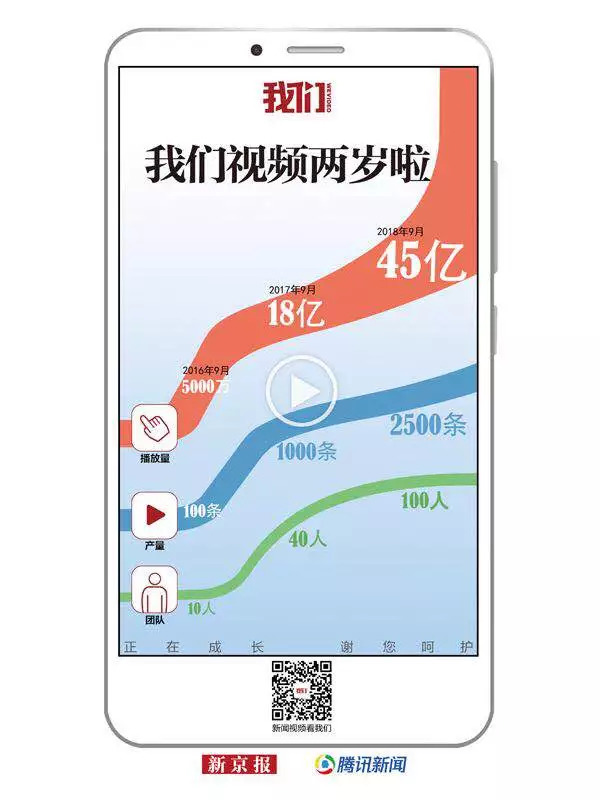 我们 WEVIDEO
我们视频两岁啦
2018年9月
45亿
2017年9月
18亿
2016年9月
5000万
播放量
2500条
1000条
100条
产量
100人
40人
10人
团队
正在成长 谢您呵护
新闻视频看我们
新京报 腾讯新闻